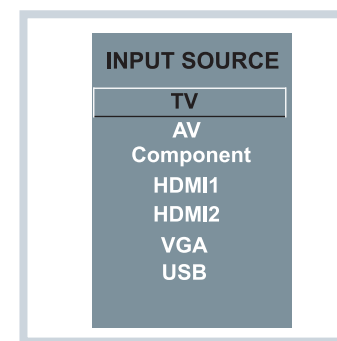 INPUT SOURCE
TV
AV
Component
HDMI1
HDMI2
VGA
USB